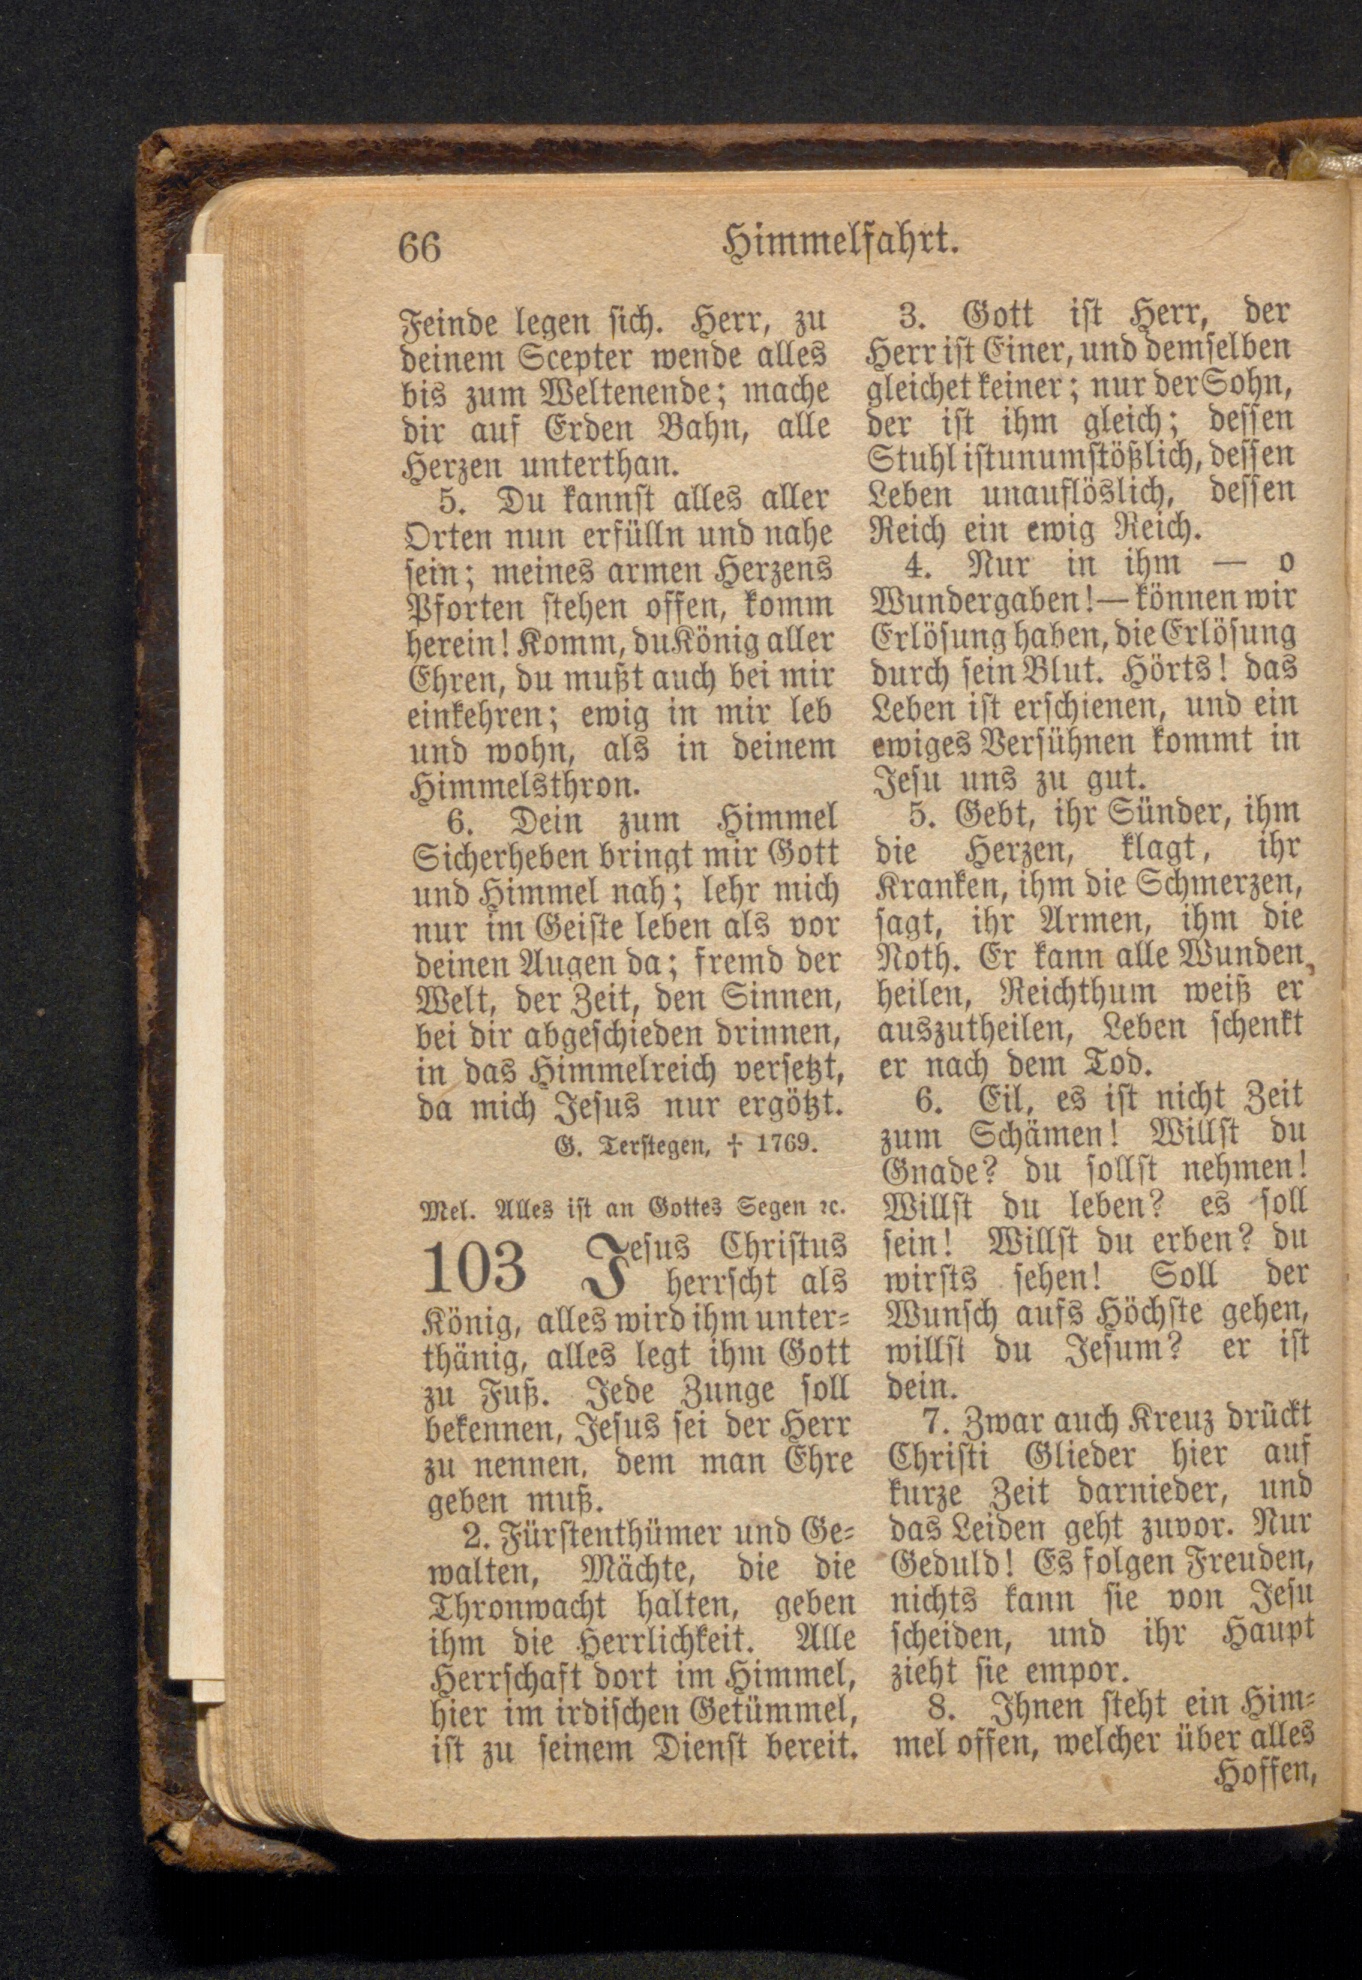 66
Himmelfahrt.
Feinde legen sich. Herr, zu
deinem Scepter wende alles
bis zum Weltenende; mache
dir auf Erden Bahn, alle
Herzen unterthan.
5. Du kannst alles aller
Orten nun erfülln und nahe
sein; meines armen Herzens
Pforten stehen offen, komm
herein! Komm, du König aller
Ehren, du mußt auch bei mir
einkehren; ewig in mir leb
und wohn, als in deinem
Himmelsthron.
6. Dein zum Himmel
Sicherheben bringt mir Gott
und Himmel nah; lehr mich
nur im Geiste leben als vor
deinen Augen da; fremd der
Welt, der Zeit, den Sinnen,
bei dir abgeschieden drinnen,
in das Himmelreich versetzt,
da mich Jesus nur ergötzt.
G. Terstegen, † 1769.
Mel. Alles ist an Gottes Segen ꝛc.
103 Jesus Christus
herrscht als
König, alles wird ihm unter-
thänig, alles legt ihm Gott
zu Fuß. Jede Zunge soll
bekennen, Jesus sei der Herr
zu nennen, dem man Ehre
geben muß.
2. Fürstenthümer und Ge-
walten, Mächte, die die
Thronwacht halten, geben
ihm die Herrlichkeit. Alle
Herrschaft dort im Himmel,
hier im irdischen Getümmel,
ist zu seinem Dienst bereit.
3. Gott ist Herr, der
Herr ist Einer, und demselben
gleichet keiner; nur der Sohn,
der ist ihm gleich; dessen
Stuhl ist unumstößlich, dessen
Leben unauflöslich, dessen
Reich ein ewig Reich.
4. Nur in ihm — o
Wundergaben! — können wir
Erlösung haben, die Erlösung
durch sein Blut. Hörts! das
Leben ist erschienen, und ein
ewiges Versühnen kommt in
Jesu uns zu gut.
5. Gebt, ihr Sünder, ihm
die Herzen, klagt, ihr
Kranken, ihm die Schmerzen,
sagt, ihr Armen, ihm die
Noth. Er kann alle Wunden
heilen, Reichthum weiß er
auszutheilen, Leben schenkt
er nach dem Tod.
6. Eil, es ist nicht Zeit
zum Schämen! Willst du
Gnade? du sollst nehmen!
Willst du leben? es soll
sein! Willst du erben? du
wirsts sehen! Soll der
Wunsch aufs Höchste gehen,
willst du Jesum? er ist
dein.
7. Zwar auch Kreuz drückt
Christi Glieder hier auf
kurze Zeit darnieder, und
das Leiden geht zuvor. Nur
Geduld! Es folgen Freuden,
nichts kann sie von Jesu
scheiden, und ihr Haupt
zieht sie empor.
8. Ihnen steht ein Him-
mel offen, welcher über alles
Hoffen,